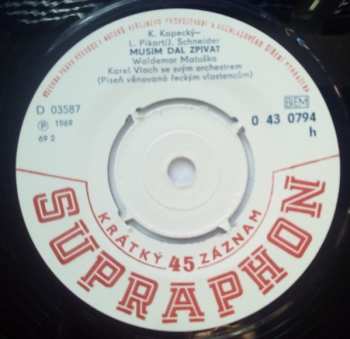 K. Kopecký—
L. Pikart/J. Schneider
MUSÍM DÁL ZPÍVAT
Waldemar Matuška
Karel Vlach se svým orchestrem
(Píseň věnovaná řeckým vlastencům)
D 03587
℗ 1969
69 2
BIEM
0 43 0794
h
KRÁTKÝ 45 ZÁZNAM
SUPRAPHON